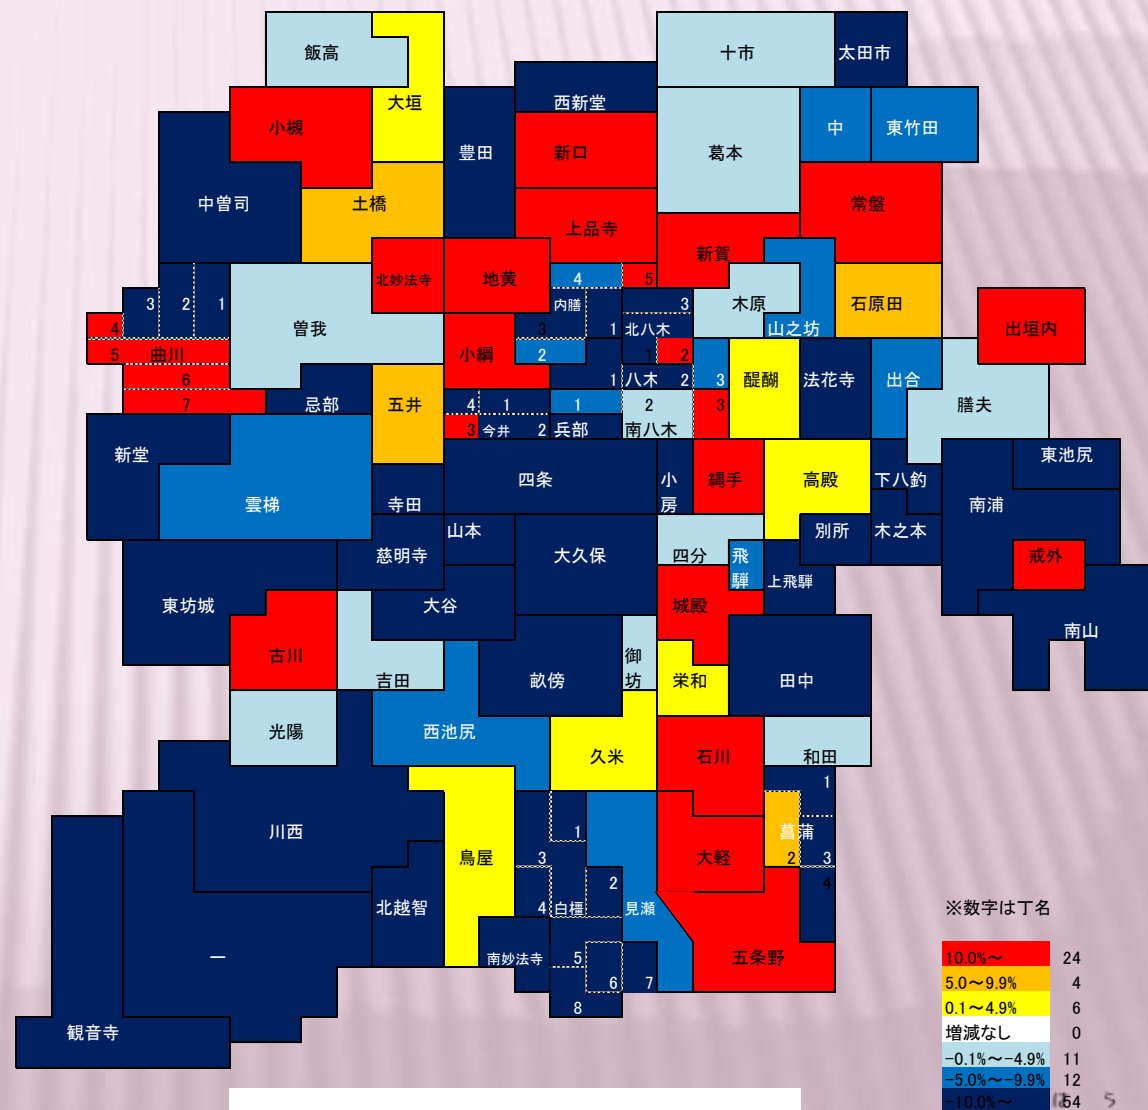 飯高
十市
太田市
大垣
西新堂
小槻
豊田
新口
葛本
中
東竹田
中曽司
土橋
上品寺
常盤
新賀
北妙法寺
地黄
4
5
木原
石原田
3
2
1
曽我
内膳
3
1
3
北八木
山之坊
出垣内
4
5
曲川
小綱
2
1
2
6
1
八木
2
3
醍醐
法花寺
出合
膳夫
7
忌部
五井
4
1
1
2
3
3
今井
2
兵部
南八木
新堂
雲梯
寺田
四条
小房
縄手
高殿
下八釣
南浦
東池尻
慈明寺
山本
大久保
四分
飛騨
別所
木之本
戒外
東坊城
大谷
城殿
上飛騨
南山
古川
吉田
畝傍
御坊
栄和
田中
光陽
西池尻
久米
石川
和田
川西
鳥屋
1
3
大軽
1
菖蒲
2
3
北越智
4
白橿
2
見瀬
4
一
南妙法寺
5
6
7
五条野
8
観音寺
※数字は丁名
10.0%～ 24
5.0～9.9% 4
0.1～4.9% 6
増減なし 0
-0.1%～-4.9% 11
-5.0%～-9.9% 12
-10.0%～ 54